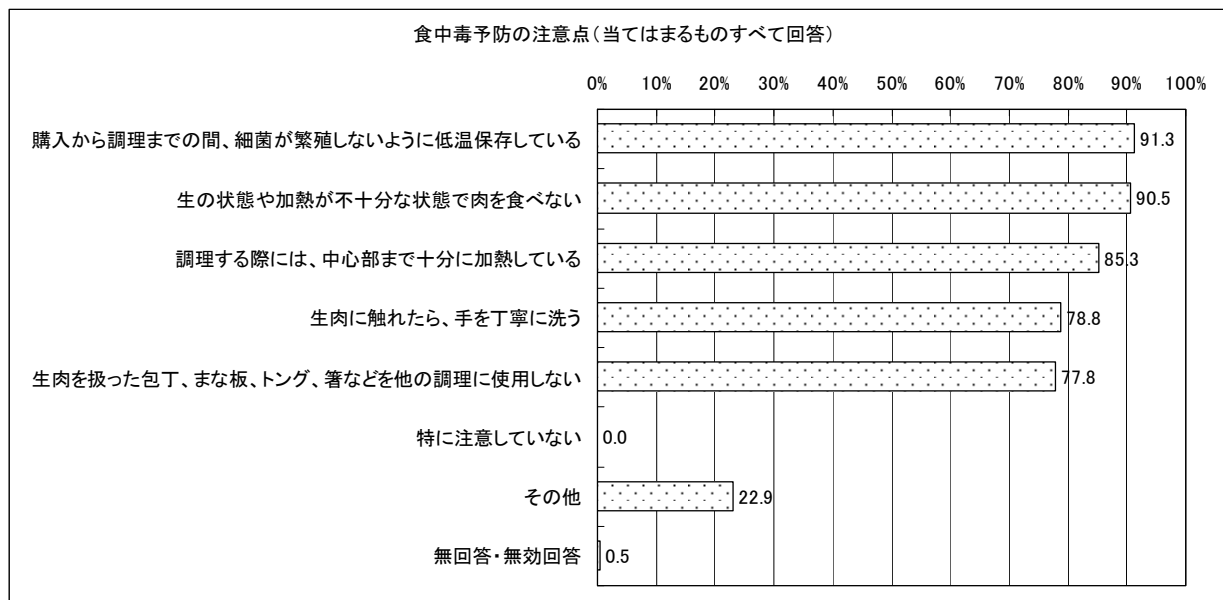 食中毒予防の注意点（当てはまるものすべて回答）
0% 10% 20% 30% 40% 50% 60% 70% 80% 90% 100%
購入から調理までの間、細菌が繁殖しないように低温保存している 91.3
生の状態や加熱が不十分な状態で肉を食べない 90.5
調理する際には、中心部まで十分に加熱している 85.3
生肉に触れたら、手を丁寧に洗う 78.8
生肉を扱った包丁、まな板、トング、箸などを他の調理に使用しない 77.8
特に注意していない 0.0
その他 22.9
無回答・無効回答 0.5